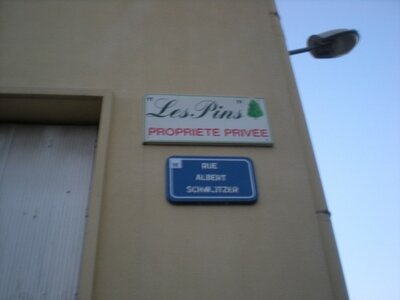 "Les Pins"
PROPRIETE PRIVEE
RUE
ALBERT
SCHWEITZER